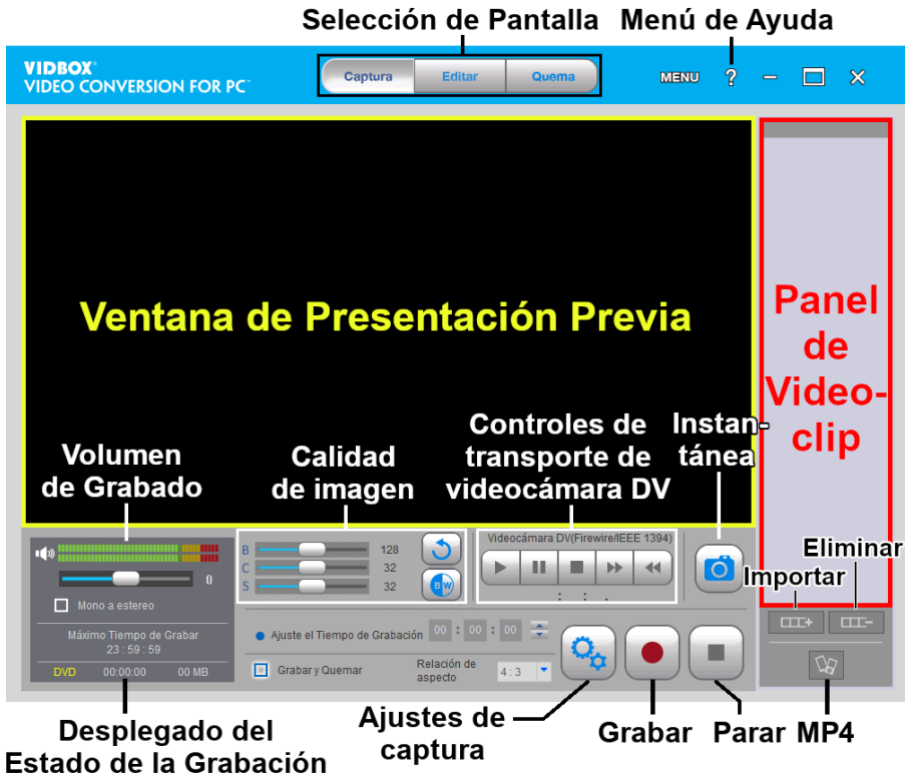 Selección de Pantalla Menú de Ayuda
VIDBOX®
VIDEO CONVERSION FOR PC™
Captura Editar Quema MENU ?
Ventana de Presentación Previa
Panel
de
Video-
clip
Volumen
de Grabado
Calidad
de imagen
Controles de
transporte de
videocámara DV
Instan-
tánea
0
Mono a estereo
Máximo Tiempo de
Grabar
23 : 59 : 59
DVD 00:00:00 00 MB
B 128
C 32
S 32
BW
Videocámara DV(Firewire/IEEE 1394)
: : .
Eliminar
Importar
Ajuste el Tiempo de Grabación 00 : 00 : 00
Grabar y Quemar
Relación de
aspecto
4:3
Desplegado del
Estado de la Grabación
Ajustes de
captura
Grabar Parar MP4